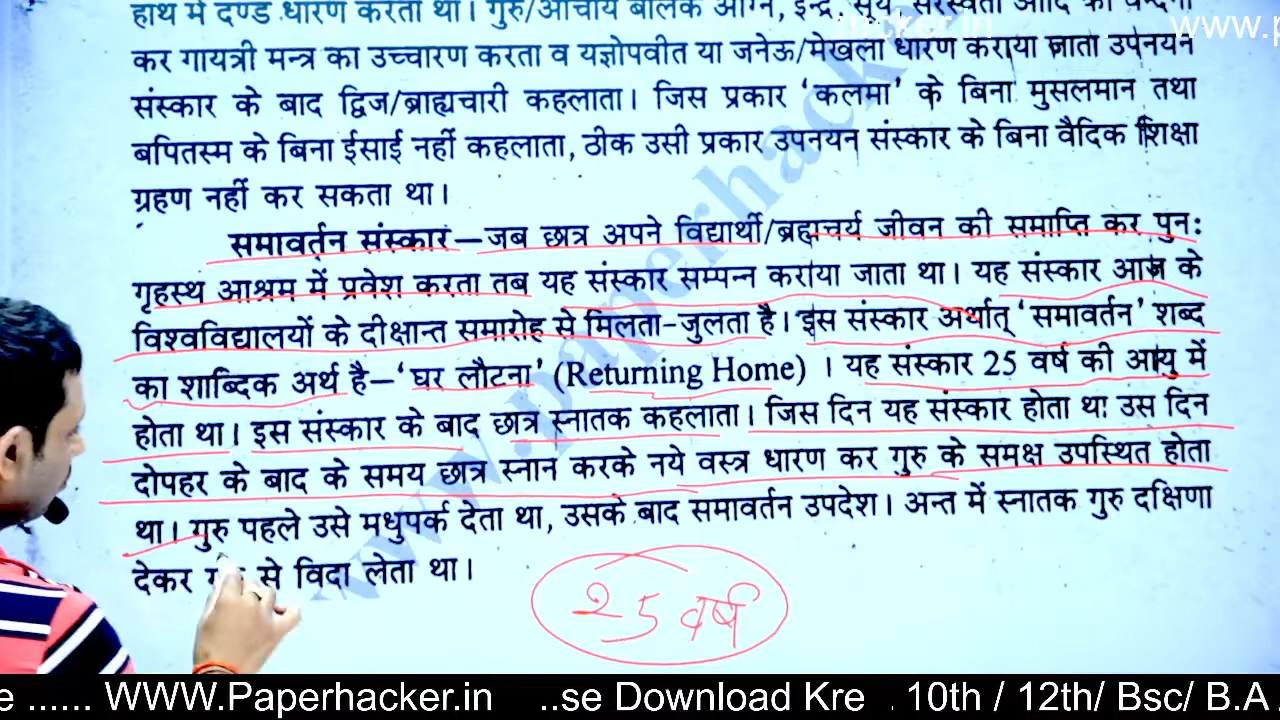 हाथ में दण्ड धारण करता था। गुरु/आचार्य बालक अग्नि, इन्द्र, सूर्य, सरस्वती आदि की वन्दना
कर गायत्री मन्त्र का उच्चारण करता व यज्ञोपवीत या जनेऊ/मेखला धारण कराया जाता उपनयन
संस्कार के बाद द्विज/ब्राह्मचारी कहलाता। जिस प्रकार ‘कलमा’ के बिना मुसलमान तथा
बपितस्म के बिना ईसाई नहीं कहलाता, ठीक उसी प्रकार उपनयन संस्कार के बिना वैदिक शिक्षा
ग्रहण नहीं कर सकता था।
समावर्तन संस्कार—जब छात्र अपने विद्यार्थी/ब्रह्मचर्य जीवन की समाप्ति कर पुनः
गृहस्थ आश्रम में प्रवेश करता तब यह संस्कार सम्पन्न कराया जाता था। यह संस्कार आज के
विश्वविद्यालयों के दीक्षान्त समारोह से मिलता-जुलता है। इस संस्कार अर्थात् ‘समावर्तन’ शब्द
का शाब्दिक अर्थ है–‘घर लौटना’ (Returning Home) । यह संस्कार 25 वर्ष की आयु में
होता था। इस संस्कार के बाद छात्र स्नातक कहलाता। जिस दिन यह संस्कार होता था उस दिन
दोपहर के बाद के समय छात्र स्नान करके नये वस्त्र धारण कर गुरु के समक्ष उपस्थित होता
था। गुरु पहले उसे मधुपर्क देता था, उसके बाद समावर्तन उपदेश। अन्त में स्नातक गुरु दक्षिणा
देकर से विदा लेता था।
25 वर्ष
www.paperhacker
hacker.in
www.p
e ...... WWW.Paperhacker.in ..se Download Kre . 10th / 12th/ Bsc/ B.A